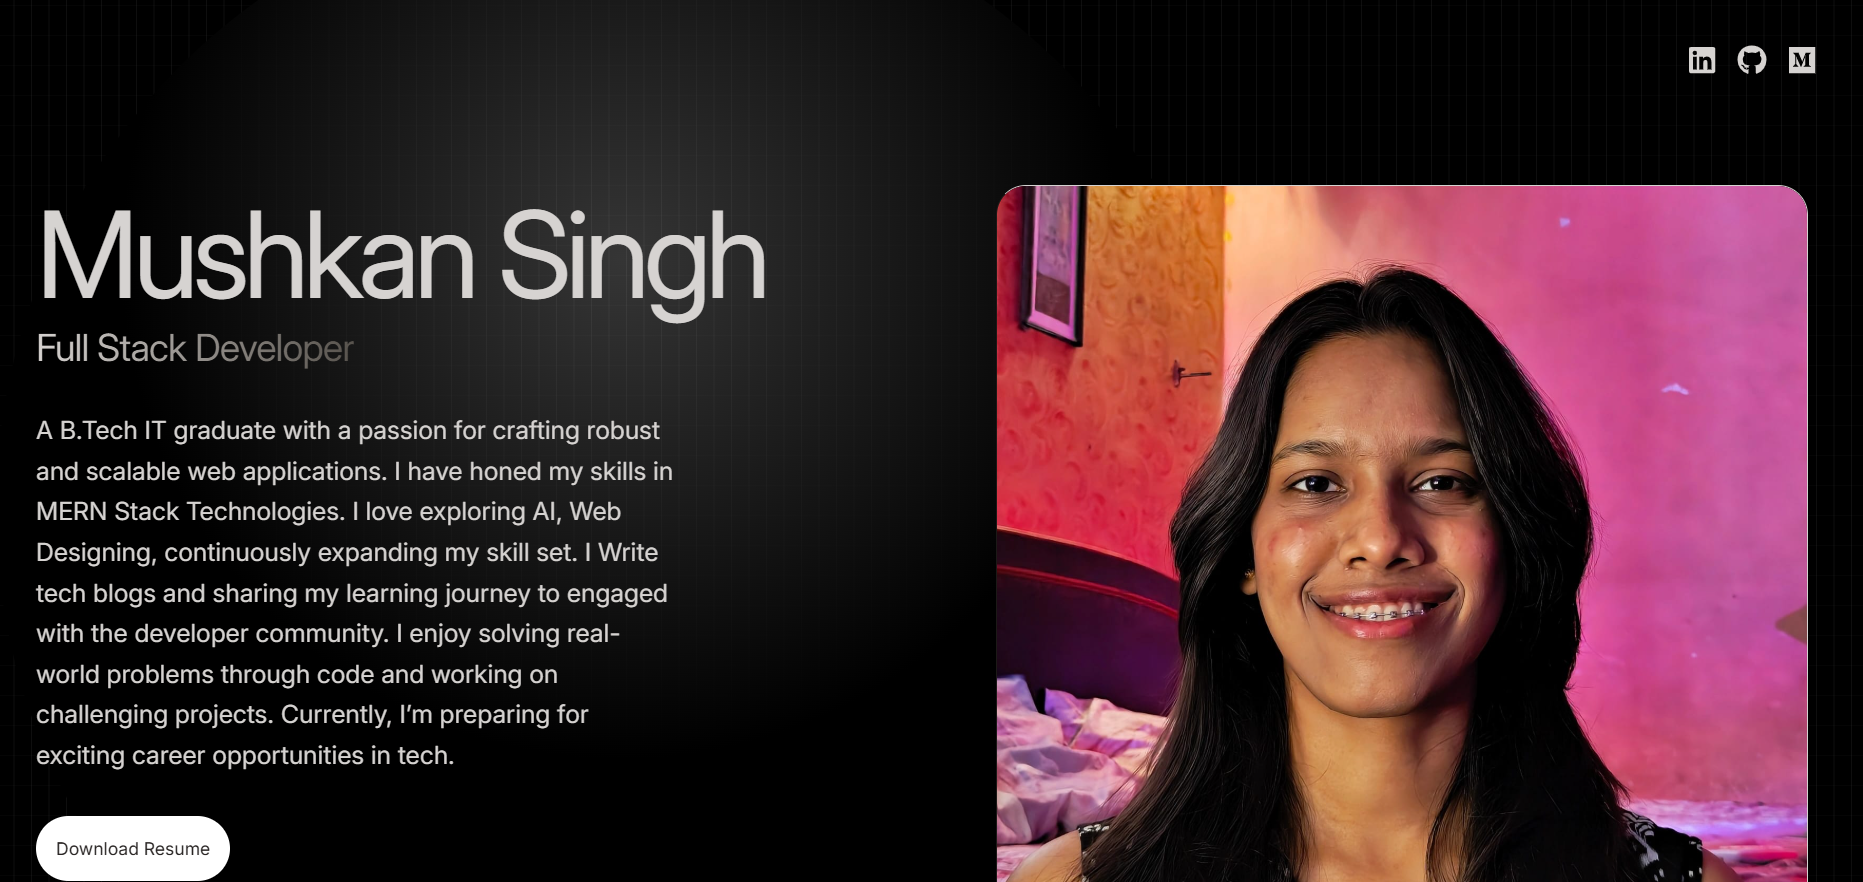 Mushkan Singh
Full Stack Developer
A B.Tech IT graduate with a passion for crafting robust
and scalable web applications. I have honed my skills in
MERN Stack Technologies. I love exploring AI, Web
Designing, continuously expanding my skill set. I Write
tech blogs and sharing my learning journey to engaged
with the developer community. I enjoy solving real-
world problems through code and working on
challenging projects. Currently, I’m preparing for
exciting career opportunities in tech.
Download Resume